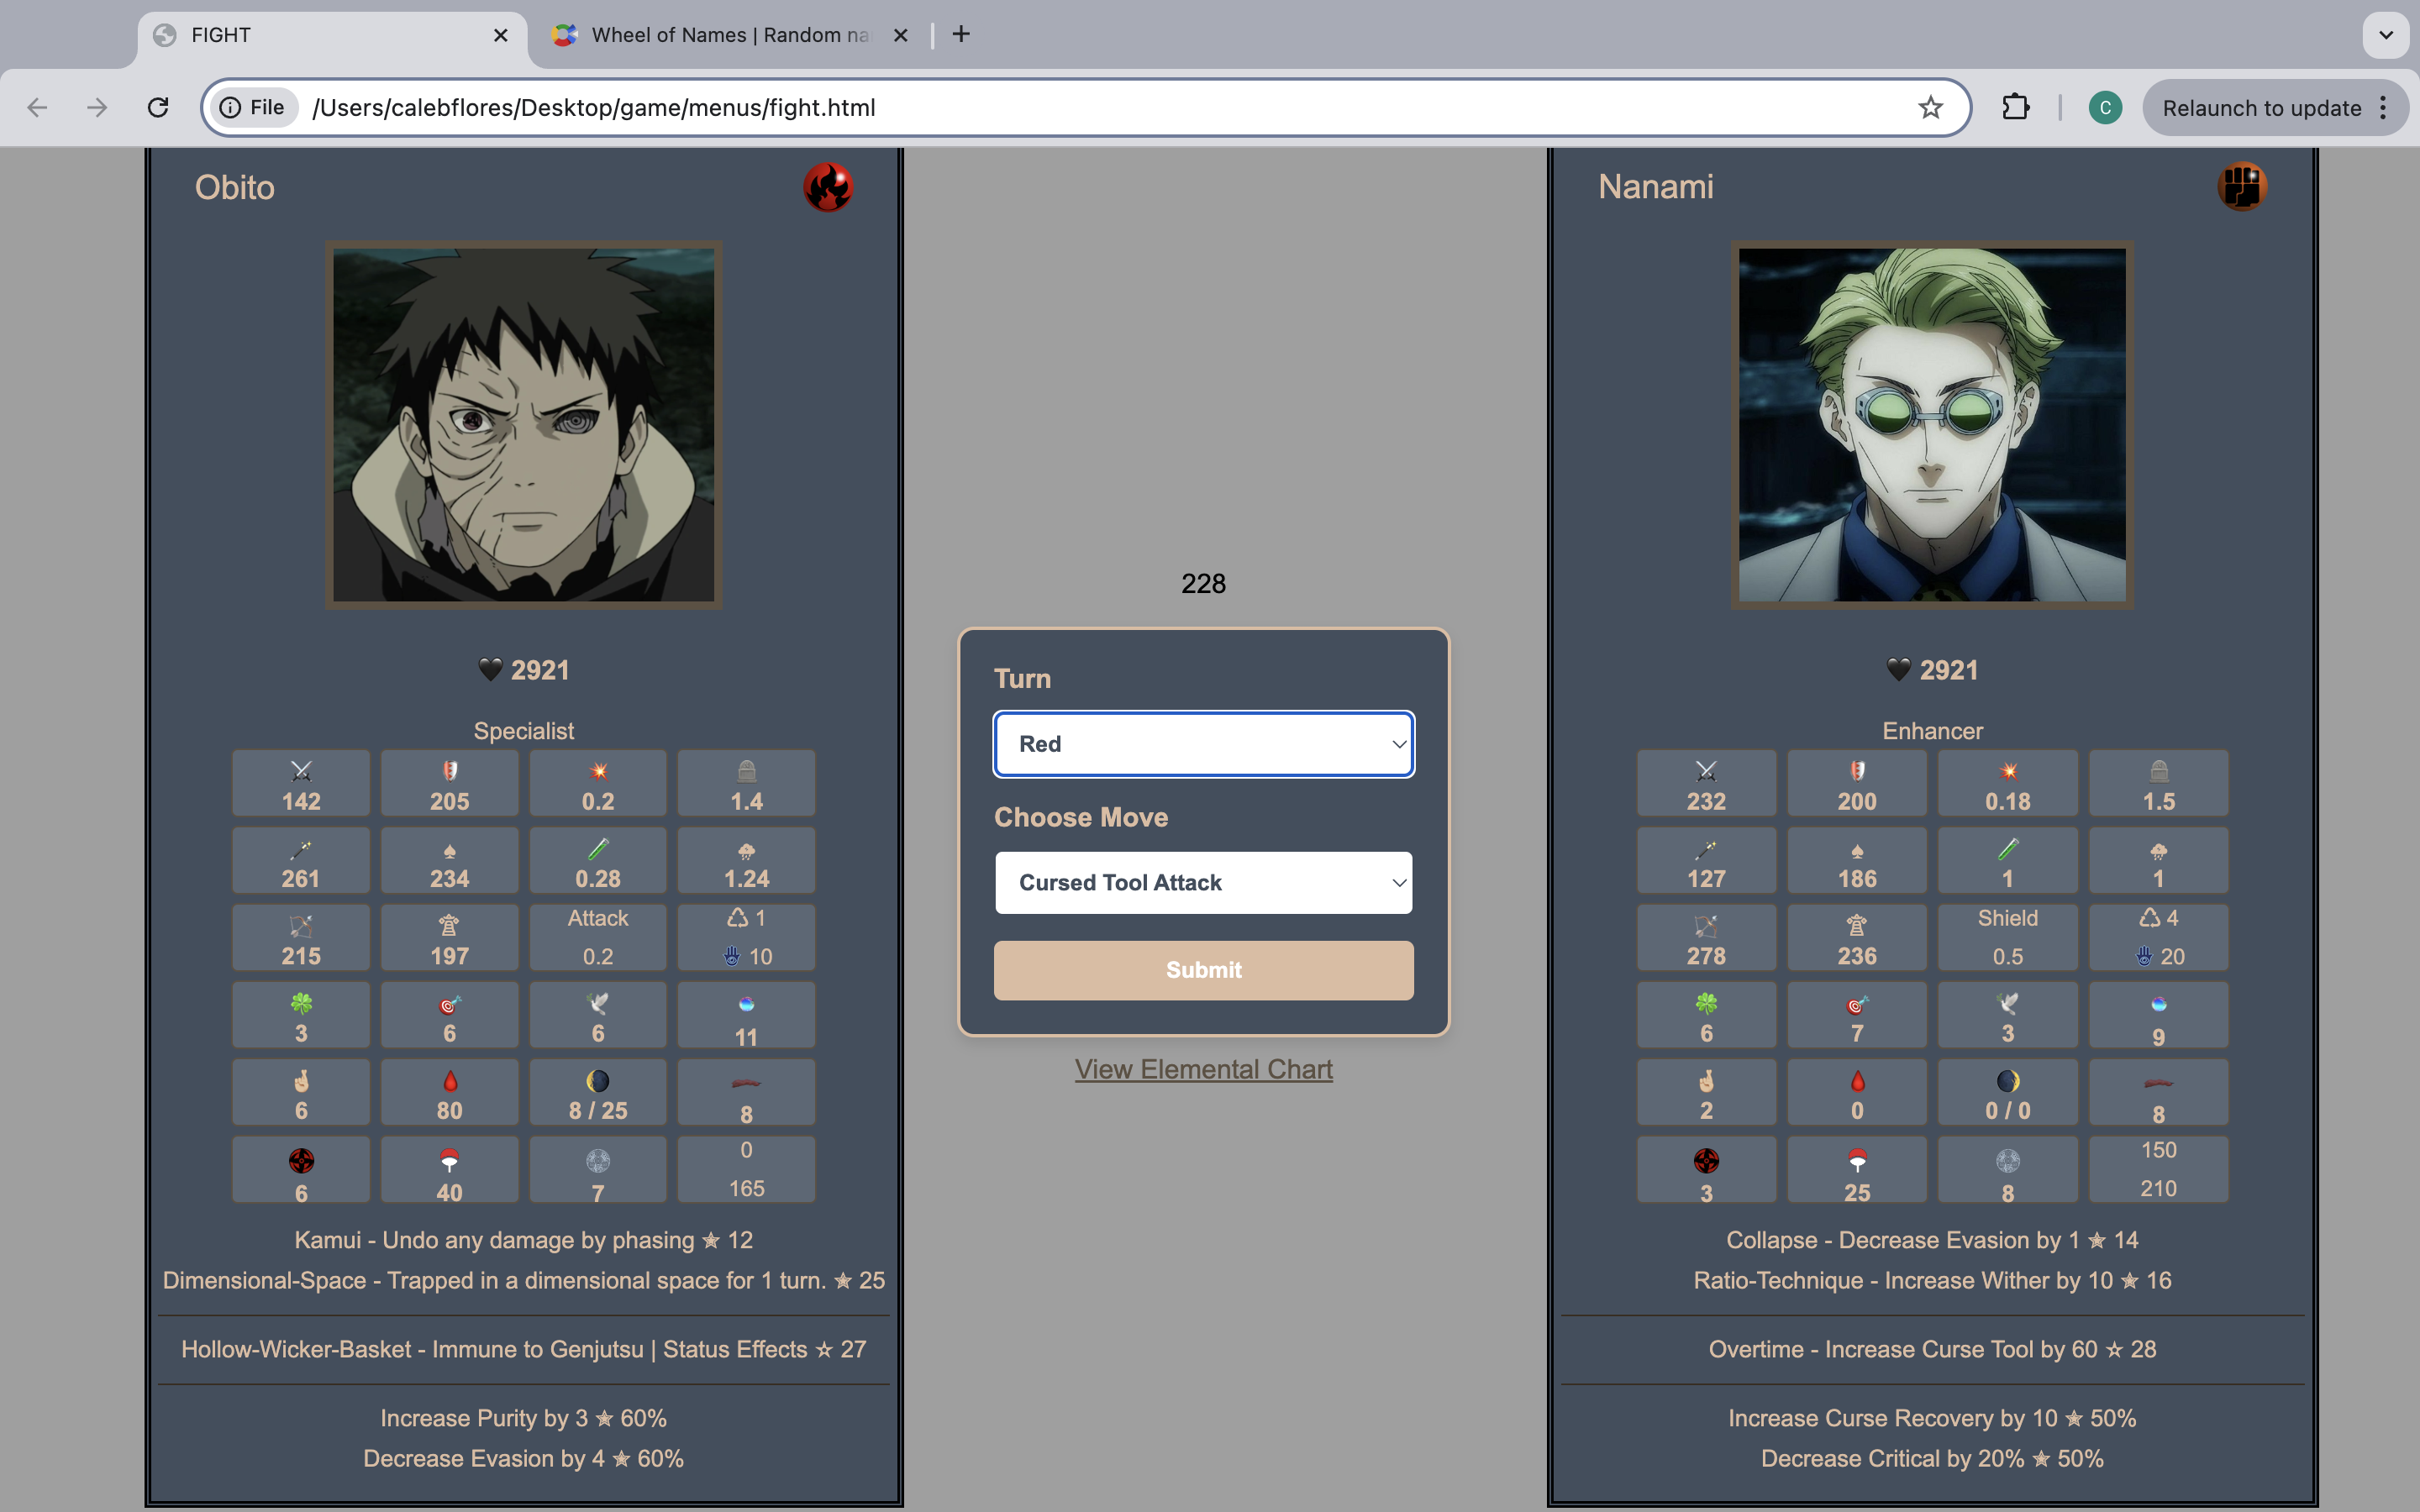 FIGHT
Wheel of Names | Random na
File
/Users/calebflores/Desktop/game/menus/fight.html
C
Relaunch to update
Obito
2921
Specialist
142 205 0.2 1.4
261 234 0.28 1.24
Attack 1
215 197 0.2 10
3 6 6 11
6 80 8 / 25 8
0
6 40 7 165
Kamui - Undo any damage by phasing ✯ 12
Dimensional-Space - Trapped in a dimensional space for 1 turn. ✯ 25
Hollow-Wicker-Basket - Immune to Genjutsu | Status Effects ☆ 27
Increase Purity by 3 ✯ 60%
Decrease Evasion by 4 ✯ 60%
228
Turn
Red
Choose Move
Cursed Tool Attack
Submit
View Elemental Chart
Nanami
2921
Enhancer
232 200 0.18 1.5
127 186 1 1
Shield 4
278 236 0.5 20
6 7 3 9
2 0 0 / 0 8
150
3 25 8 210
Collapse - Decrease Evasion by 1 ✯ 14
Ratio-Technique - Increase Wither by 10 ✯ 16
Overtime - Increase Curse Tool by 60 ☆ 28
Increase Curse Recovery by 10 ✯ 50%
Decrease Critical by 20% ✯ 50%